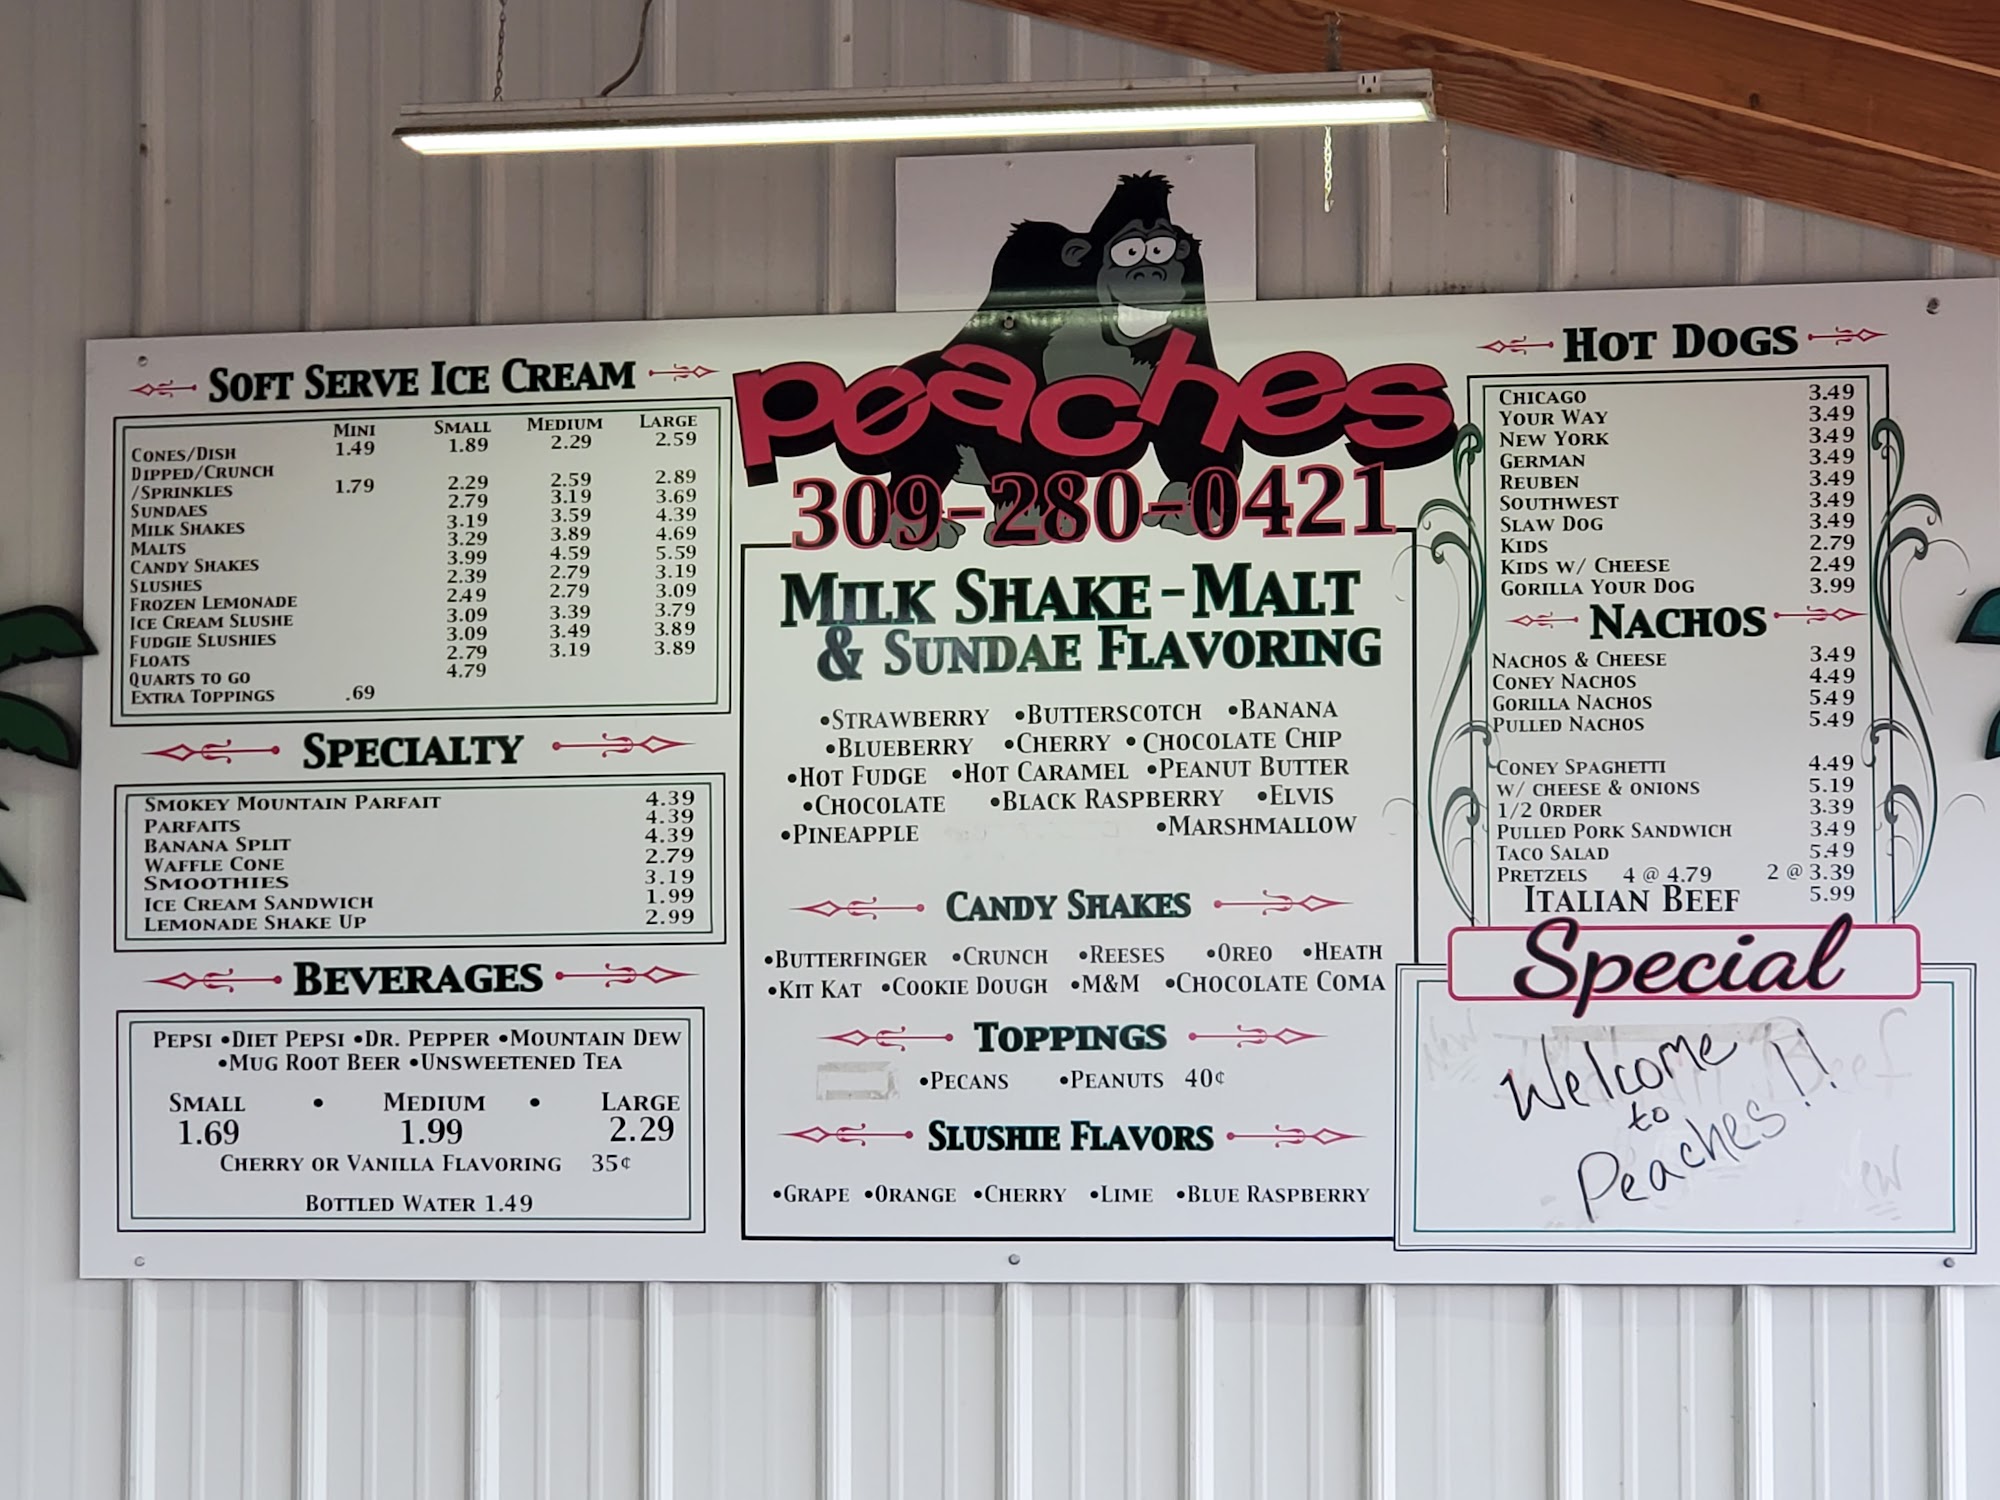 peaches
309-280-0421
SOFT SERVE ICE CREAM
MINI SMALL MEDIUM LARGE
CONES/DISH 1.49 1.89 2.29 2.59
DIPPED/CRUNCH
/SPRINKLES 1.79 2.29 2.59 2.89
SUNDAES 2.79 3.19 3.69
MILK SHAKES 3.19 3.59 4.39
MALTS 3.29 3.89 4.69
CANDY SHAKES 3.99 4.59 5.59
SLUSHES 2.39 2.79 3.19
FROZEN LEMONADE 2.49 2.79 3.09
ICE CREAM SLUSHE 3.09 3.39 3.79
FUDGIE SLUSHIES 3.09 3.49 3.89
FLOATS 2.79 3.19 3.89
QUARTS TO GO 4.79
EXTRA TOPPINGS .69
SPECIALTY
SMOKEY MOUNTAIN PARFAIT 4.39
PARFAITS 4.39
BANANA SPLIT 4.39
WAFFLE CONE 2.79
SMOOTHIES 3.19
ICE CREAM SANDWICH 1.99
LEMONADE SHAKE UP 2.99
BEVERAGES
PEPSI •DIET PEPSI •DR. PEPPER •MOUNTAIN DEW
•MUG ROOT BEER •UNSWEETENED TEA
SMALL • MEDIUM • LARGE
1.69 1.99 2.29
CHERRY OR VANILLA FLAVORING 35¢
BOTTLED WATER 1.49
MILK SHAKE-MALT
& SUNDAE FLAVORING
•STRAWBERRY •BUTTERSCOTCH •BANANA
•BLUEBERRY •CHERRY •CHOCOLATE CHIP
•HOT FUDGE •HOT CARAMEL •PEANUT BUTTER
•CHOCOLATE •BLACK RASPBERRY •ELVIS
•PINEAPPLE •MARSHMALLOW
CANDY SHAKES
•BUTTERFINGER •CRUNCH •REESES •OREO •HEATH
•KIT KAT •COOKIE DOUGH •M&M •CHOCOLATE COMA
TOPPINGS
•PECANS •PEANUTS 40¢
SLUSHIE FLAVORS
•GRAPE •ORANGE •CHERRY •LIME •BLUE RASPBERRY
HOT DOGS
CHICAGO 3.49
YOUR WAY 3.49
NEW YORK 3.49
GERMAN 3.49
REUBEN 3.49
SOUTHWEST 3.49
SLAW DOG 3.49
KIDS 2.79
KIDS W/ CHEESE 2.49
GORILLA YOUR DOG 3.99
NACHOS
NACHOS & CHEESE 3.49
CONEY NACHOS 4.49
GORILLA NACHOS 5.49
PULLED NACHOS 5.49
CONEY SPAGHETTI 4.49
W/ CHEESE & ONIONS 5.19
1/2 ORDER 3.39
PULLED PORK SANDWICH 3.49
TACO SALAD 5.49
PRETZELS 4 @ 4.79 2 @ 3.39
ITALIAN BEEF 5.99
Special
Welcome
to
Peaches!!